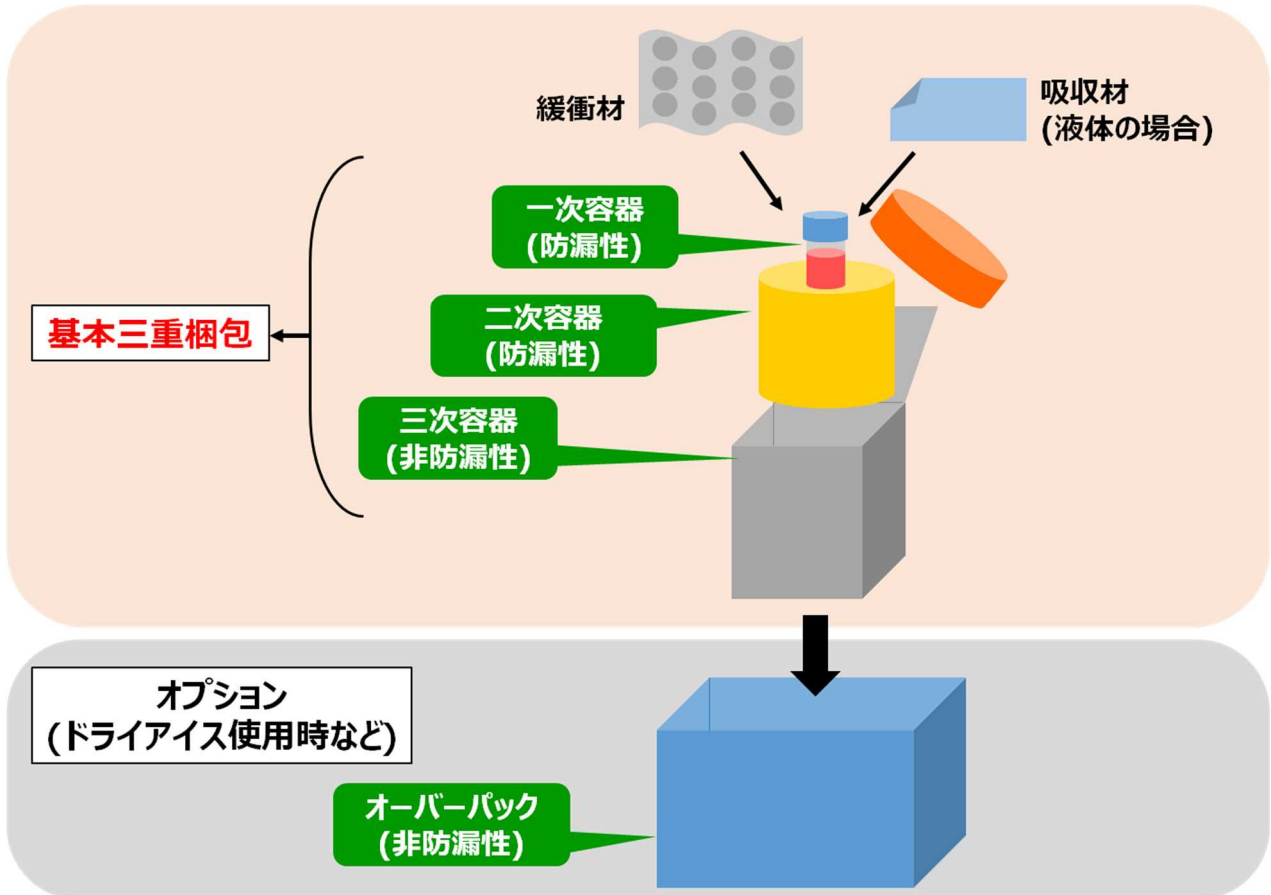 緩衝材
吸収材
(液体の場合)
一次容器
(防漏性)
二次容器
(防漏性)
基本三重梱包
三次容器
(非防漏性)
オプション
(ドライアイス使用時など)
オーバーパック
(非防漏性)